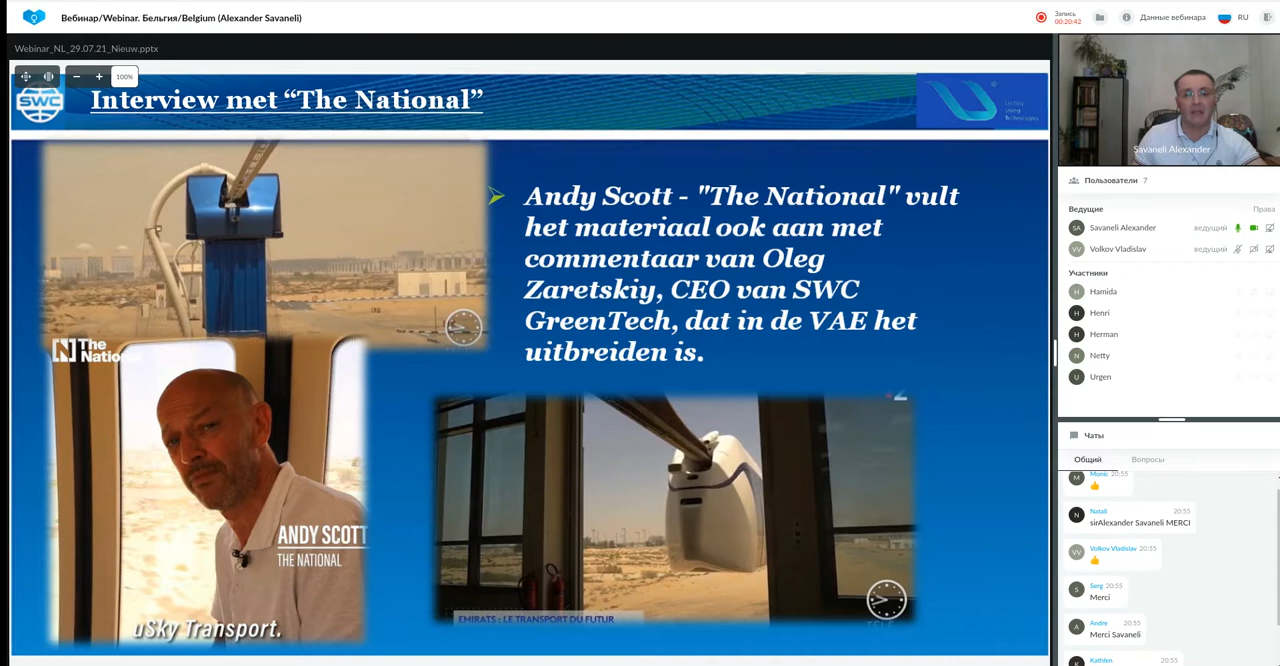 Вебинар/Webinar. Бельгия/Belgium (Alexander Savaneli)
Запись
00:20:42
Данные вебинара
RU
Webinar_NL_29.07.21_Nieuw.pptx
100%
SWC
Interview met “The National”
Andy Scott - "The National" vult
het materiaal ook aan met
commentaar van Oleg
Zaretskiy, CEO van SWC
GreenTech, dat in de VAE het
uitbreiden is.
The
National
ANDY SCOTT
THE NATIONAL
uSky Transport.
EMIRATS : LE TRANSPORT DU FUTUR
Savaneli Alexander
Пользователи 7
Ведущие
Права
SA Savaneli Alexander ведущий
VV Volkov Vladislav ведущий
Участники
H Hamida
H Henri
H Herman
N Netty
U Urgen
Чаты
Общий
Вопросы
M Monic 20:55
👍
N Natali 20:55
sirAlexander Savaneli MERCI
VV Volkov Vladislav 20:55
👍
S Serg 20:55
Merci
A Andre 20:55
Merci Savaneli
K Kathlen 20:55